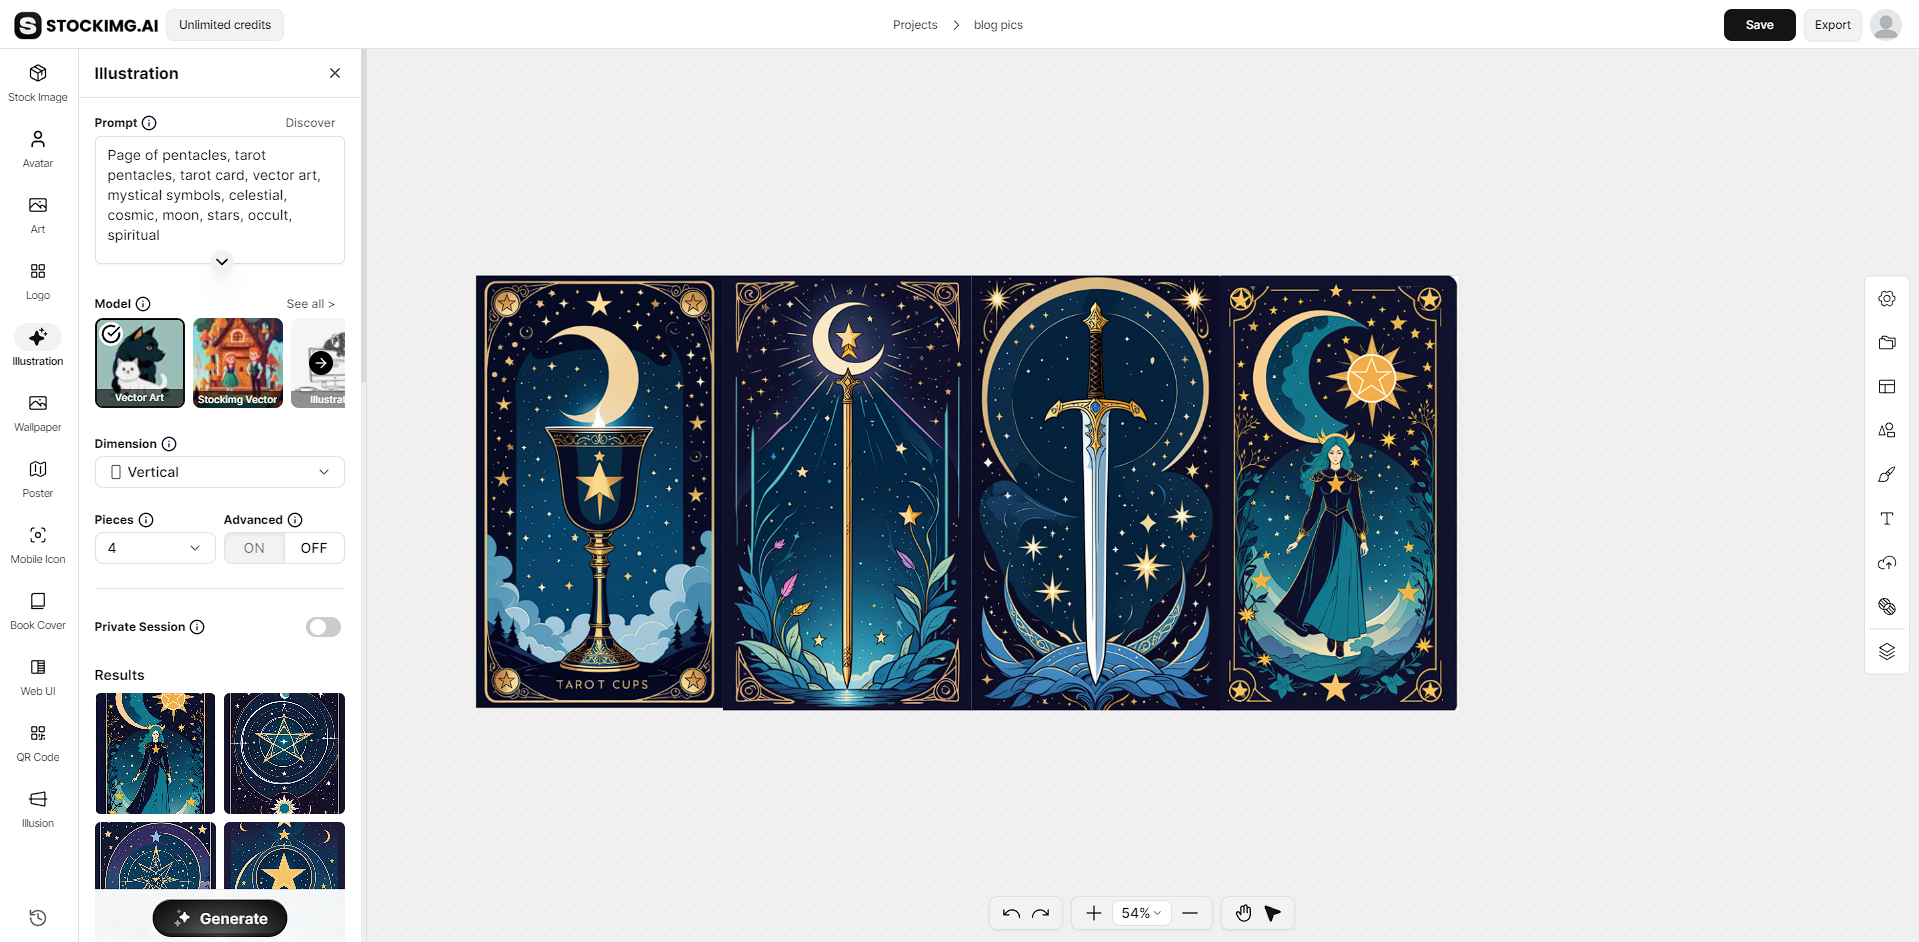 STOCKIMG.AI
Unlimited credits
Projects > blog pics
Save
Export
Stock Image
Avatar
Art
Logo
Illustration
Wallpaper
Poster
Mobile Icon
Book Cover
Web UI
QR Code
Illusion
Illustration
Prompt
Discover
Page of pentacles, tarot
pentacles, tarot card, vector art,
mystical symbols, celestial,
cosmic, moon, stars, occult,
spiritual
Model
See all >
Vector Art
Stockimg Vector
Illustrat
Dimension
Vertical
Pieces
Advanced
4
ON
OFF
Private Session
Results
Generate
TAROT CUPS
54%